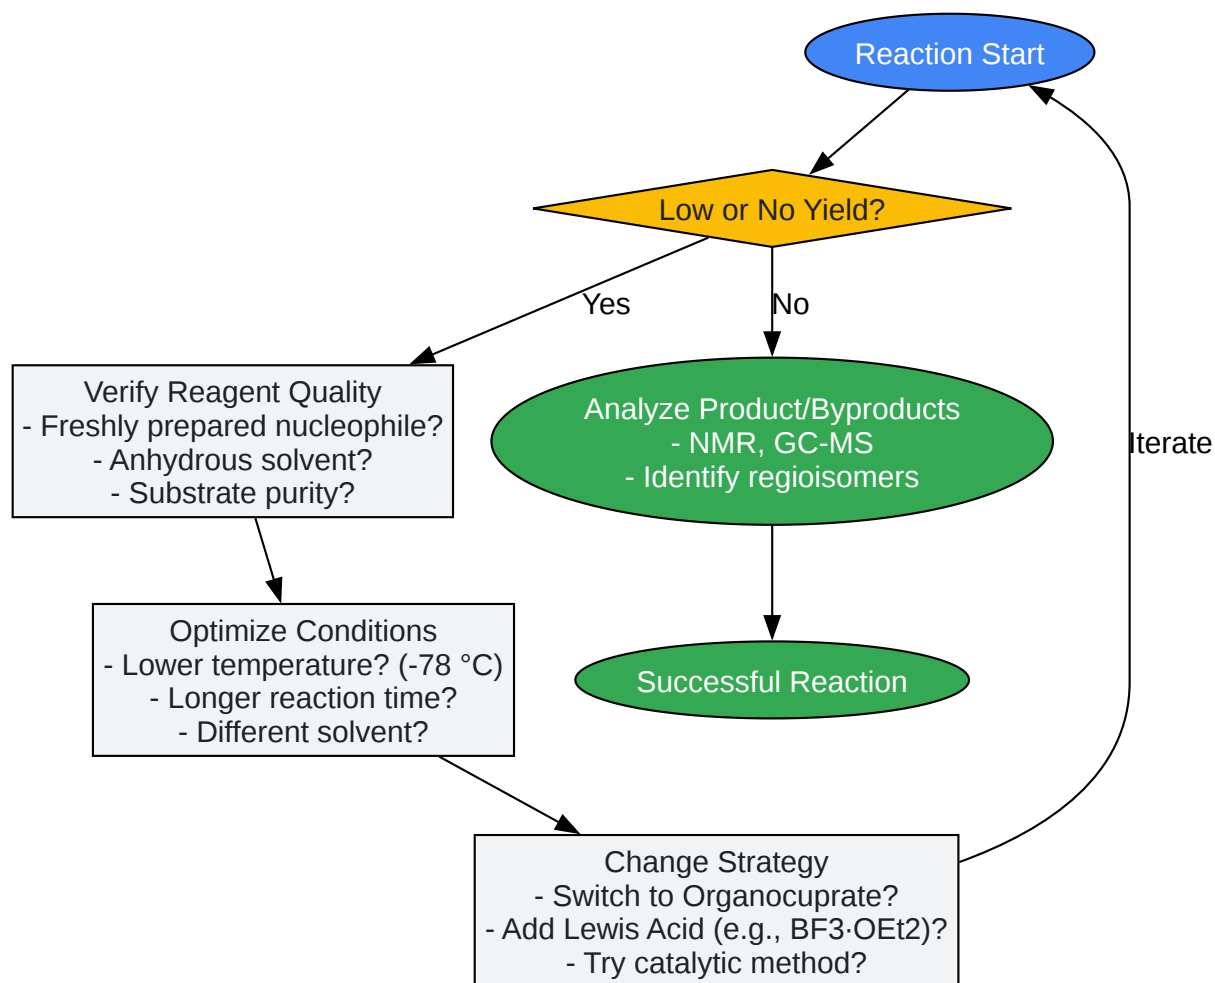 Reaction Start
Low or No Yield?
Yes
No
Verify Reagent Quality
- Freshly prepared nucleophile?
- Anhydrous solvent?
- Substrate purity?
Analyze Product/Byproducts
- NMR, GC-MS
- Identify regioisomers
Iterate
Optimize Conditions
- Lower temperature? (-78 °C)
- Longer reaction time?
- Different solvent?
Successful Reaction
Change Strategy
- Switch to Organocuprate?
- Add Lewis Acid (e.g., BF3·OEt2)?
- Try catalytic method?